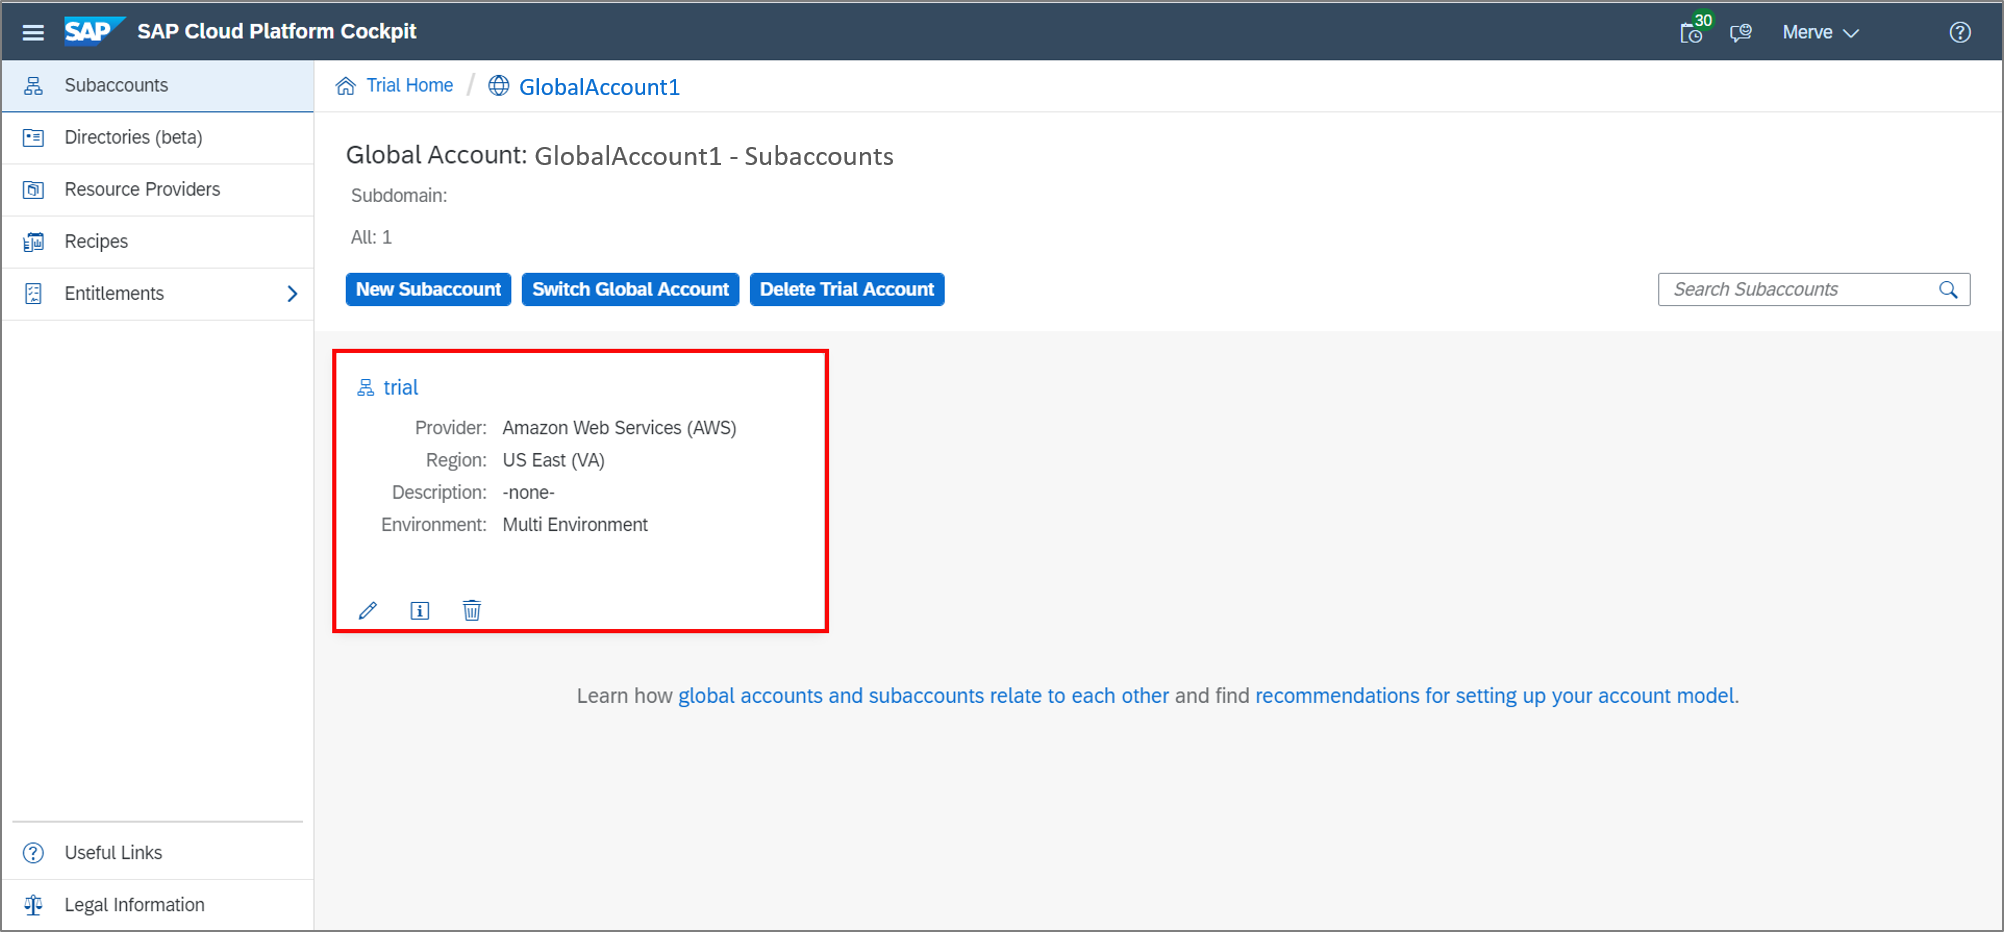 SAP SAP Cloud Platform Cockpit
30
Merve
Subaccounts
Directories (beta)
Resource Providers
Recipes
Entitlements
Useful Links
Legal Information
Trial Home / GlobalAccount1
Global Account: GlobalAccount1 - Subaccounts
Subdomain:
All: 1
New Subaccount Switch Global Account Delete Trial Account
Search Subaccounts
trial
Provider: Amazon Web Services (AWS)
Region: US East (VA)
Description: -none-
Environment: Multi Environment
Learn how global accounts and subaccounts relate to each other and find recommendations for setting up your account model.